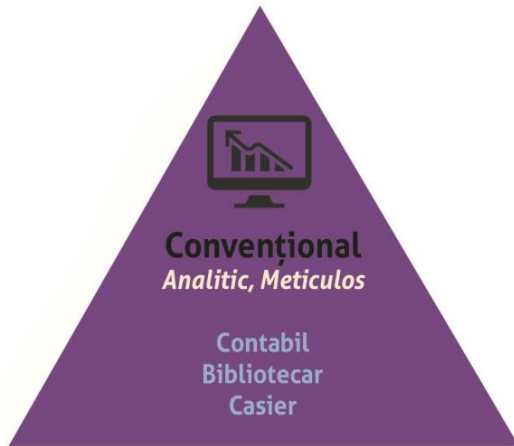 Convențional
Analitic, Meticulos
Contabil
Bibliotecar
Casier